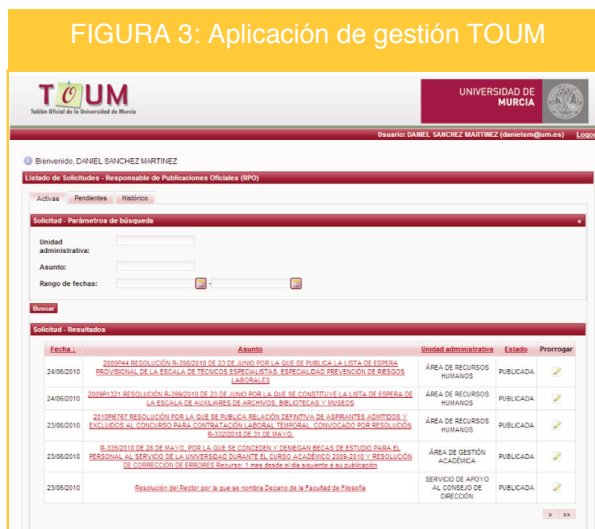 FIGURA 3: Aplicación de gestión TOUM
TOUM
Tablón Oficial de la Universidad de Murcia
UNIVERSIDAD DE
MURCIA
Usuario: DANIEL SANCHEZ MARTINEZ (danielsm@um.es) Logout
Bienvenido, DANIEL SANCHEZ MARTINEZ
Listado de Solicitudes - Responsable de Publicaciones Oficiales (RPO)
Activas Pendientes Histórico
Solicitud - Parámetros de búsqueda
Unidad
administrativa:
Asunto:
Rango de fechas: -
Buscar
Solicitud - Resultados
Fecha ↓ Asunto Unidad administrativa Estado Prorrogar
2009P44 RESOLUCIÓN R-398/2010 DE 23 DE JUNIO POR LA QUE SE PUBLICA LA LISTA DE ESPERA
24/06/2010 PROVISIONAL DE LA ESCALA DE TÉCNICOS ESPECIALISTAS, ESPECIALIDAD PREVENCIÓN DE RIESGOS ÁREA DE RECURSOS HUMANOS PUBLICADA
LABORALES
24/06/2010 2009P1321 RESOLUCIÓN R-399/2010 DE 23 DE JUNIO POR LA QUE SE CONSTITUYE LA LISTA DE ESPERA DE ÁREA DE RECURSOS HUMANOS PUBLICADA
LA ESCALA DE AUXILIARES DE ARCHIVOS, BIBLIOTECAS Y MUSEOS
2010P6767 RESOLUCIÓN POR LA QUE SE PUBLICA RELACIÓN DEFINITIVA DE ASPIRANTES ADMITIDOS Y
23/06/2010 EXCLUIDOS AL CONCURSO PARA CONTRATACIÓN LABORAL TEMPORAL, CONVOCADO POR RESOLUCIÓN ÁREA DE RECURSOS HUMANOS PUBLICADA
R-332/2010 DE 31 DE MAYO.
R-335/2010 DE 28 DE MAYO, POR LA QUE SE CONCEDEN Y DENIEGAN BECAS DE ESTUDIO PARA EL
23/06/2010 PERSONAL AL SERVICIO DE LA UNIVERSIDAD DURANTE EL CURSO ACADÉMICO 2009-2010 Y RESOLUCIÓN ÁREA DE GESTIÓN ACADÉMICA PUBLICADA
DE CORRECCIÓN DE ERRORES Recurso: 1 mes desde el día siguiente a su publicación
23/06/2010 Resolución del Rector por la que se nombra Decano de la Facultad de Filosofía SERVICIO DE APOYO AL CONSEJO DE DIRECCIÓN PUBLICADA
> >>